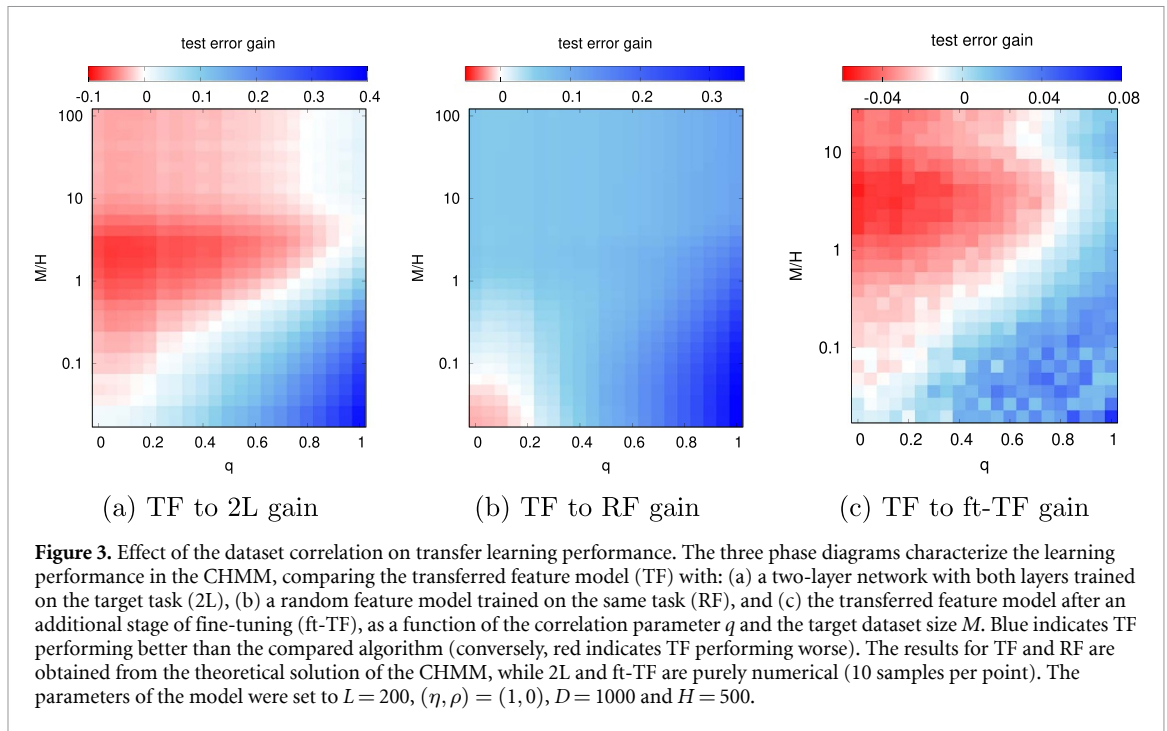 test error gain
-0.1 0 0.1 0.2 0.3 0.4
100
10
1
0.1
M/H
0 0.2 0.4 0.6 0.8 1
q
(a) TF to 2L gain
test error gain
0 0.1 0.2 0.3
100
10
1
0.1
M/H
0 0.2 0.4 0.6 0.8 1
q
(b) TF to RF gain
test error gain
-0.04 0 0.04 0.08
10
1
0.1
M/H
0 0.2 0.4 0.6 0.8 1
q
(c) TF to ft-TF gain
Figure 3. Effect of the dataset correlation on transfer learning performance. The three phase diagrams characterize the learning
performance in the CHMM, comparing the transferred feature model (TF) with: (a) a two-layer network with both layers trained
on the target task (2L), (b) a random feature model trained on the same task (RF), and (c) the transferred feature model after an
additional stage of fine-tuning (ft-TF), as a function of the correlation parameter q and the target dataset size M. Blue indicates TF
performing better than the compared algorithm (conversely, red indicates TF performing worse). The results for TF and RF are
obtained from the theoretical solution of the CHMM, while 2L and ft-TF are purely numerical (10 samples per point). The
parameters of the model were set to L = 200, (η, ρ) = (1, 0), D = 1000 and H = 500.